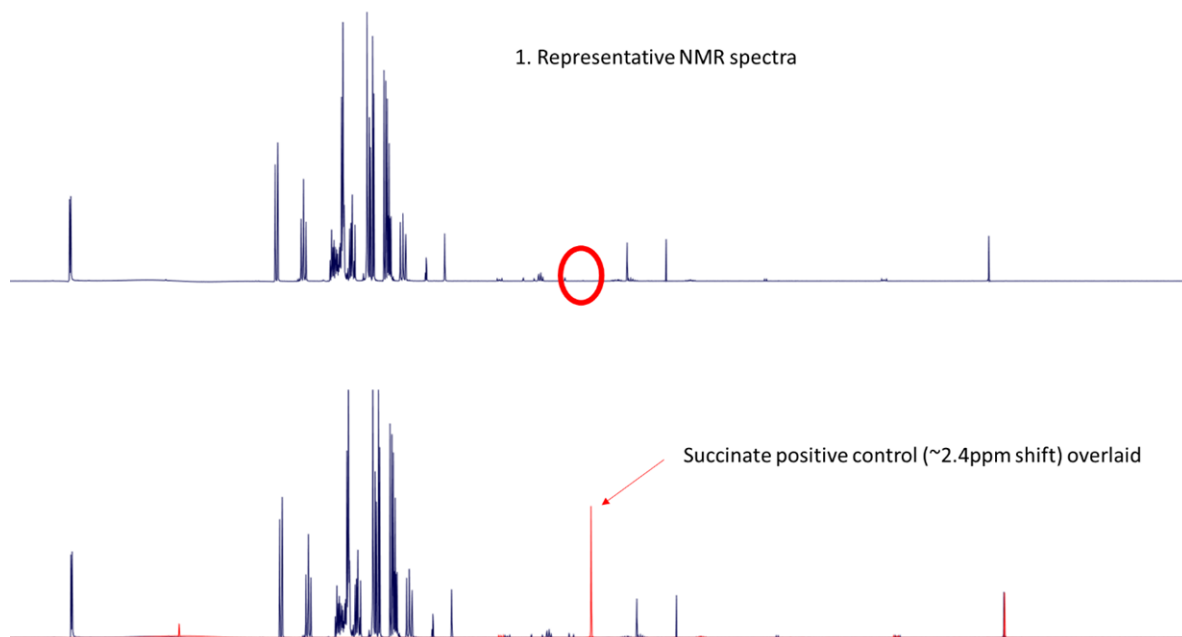 1. Representative NMR spectra
Succinate positive control (~2.4ppm shift) overlaid